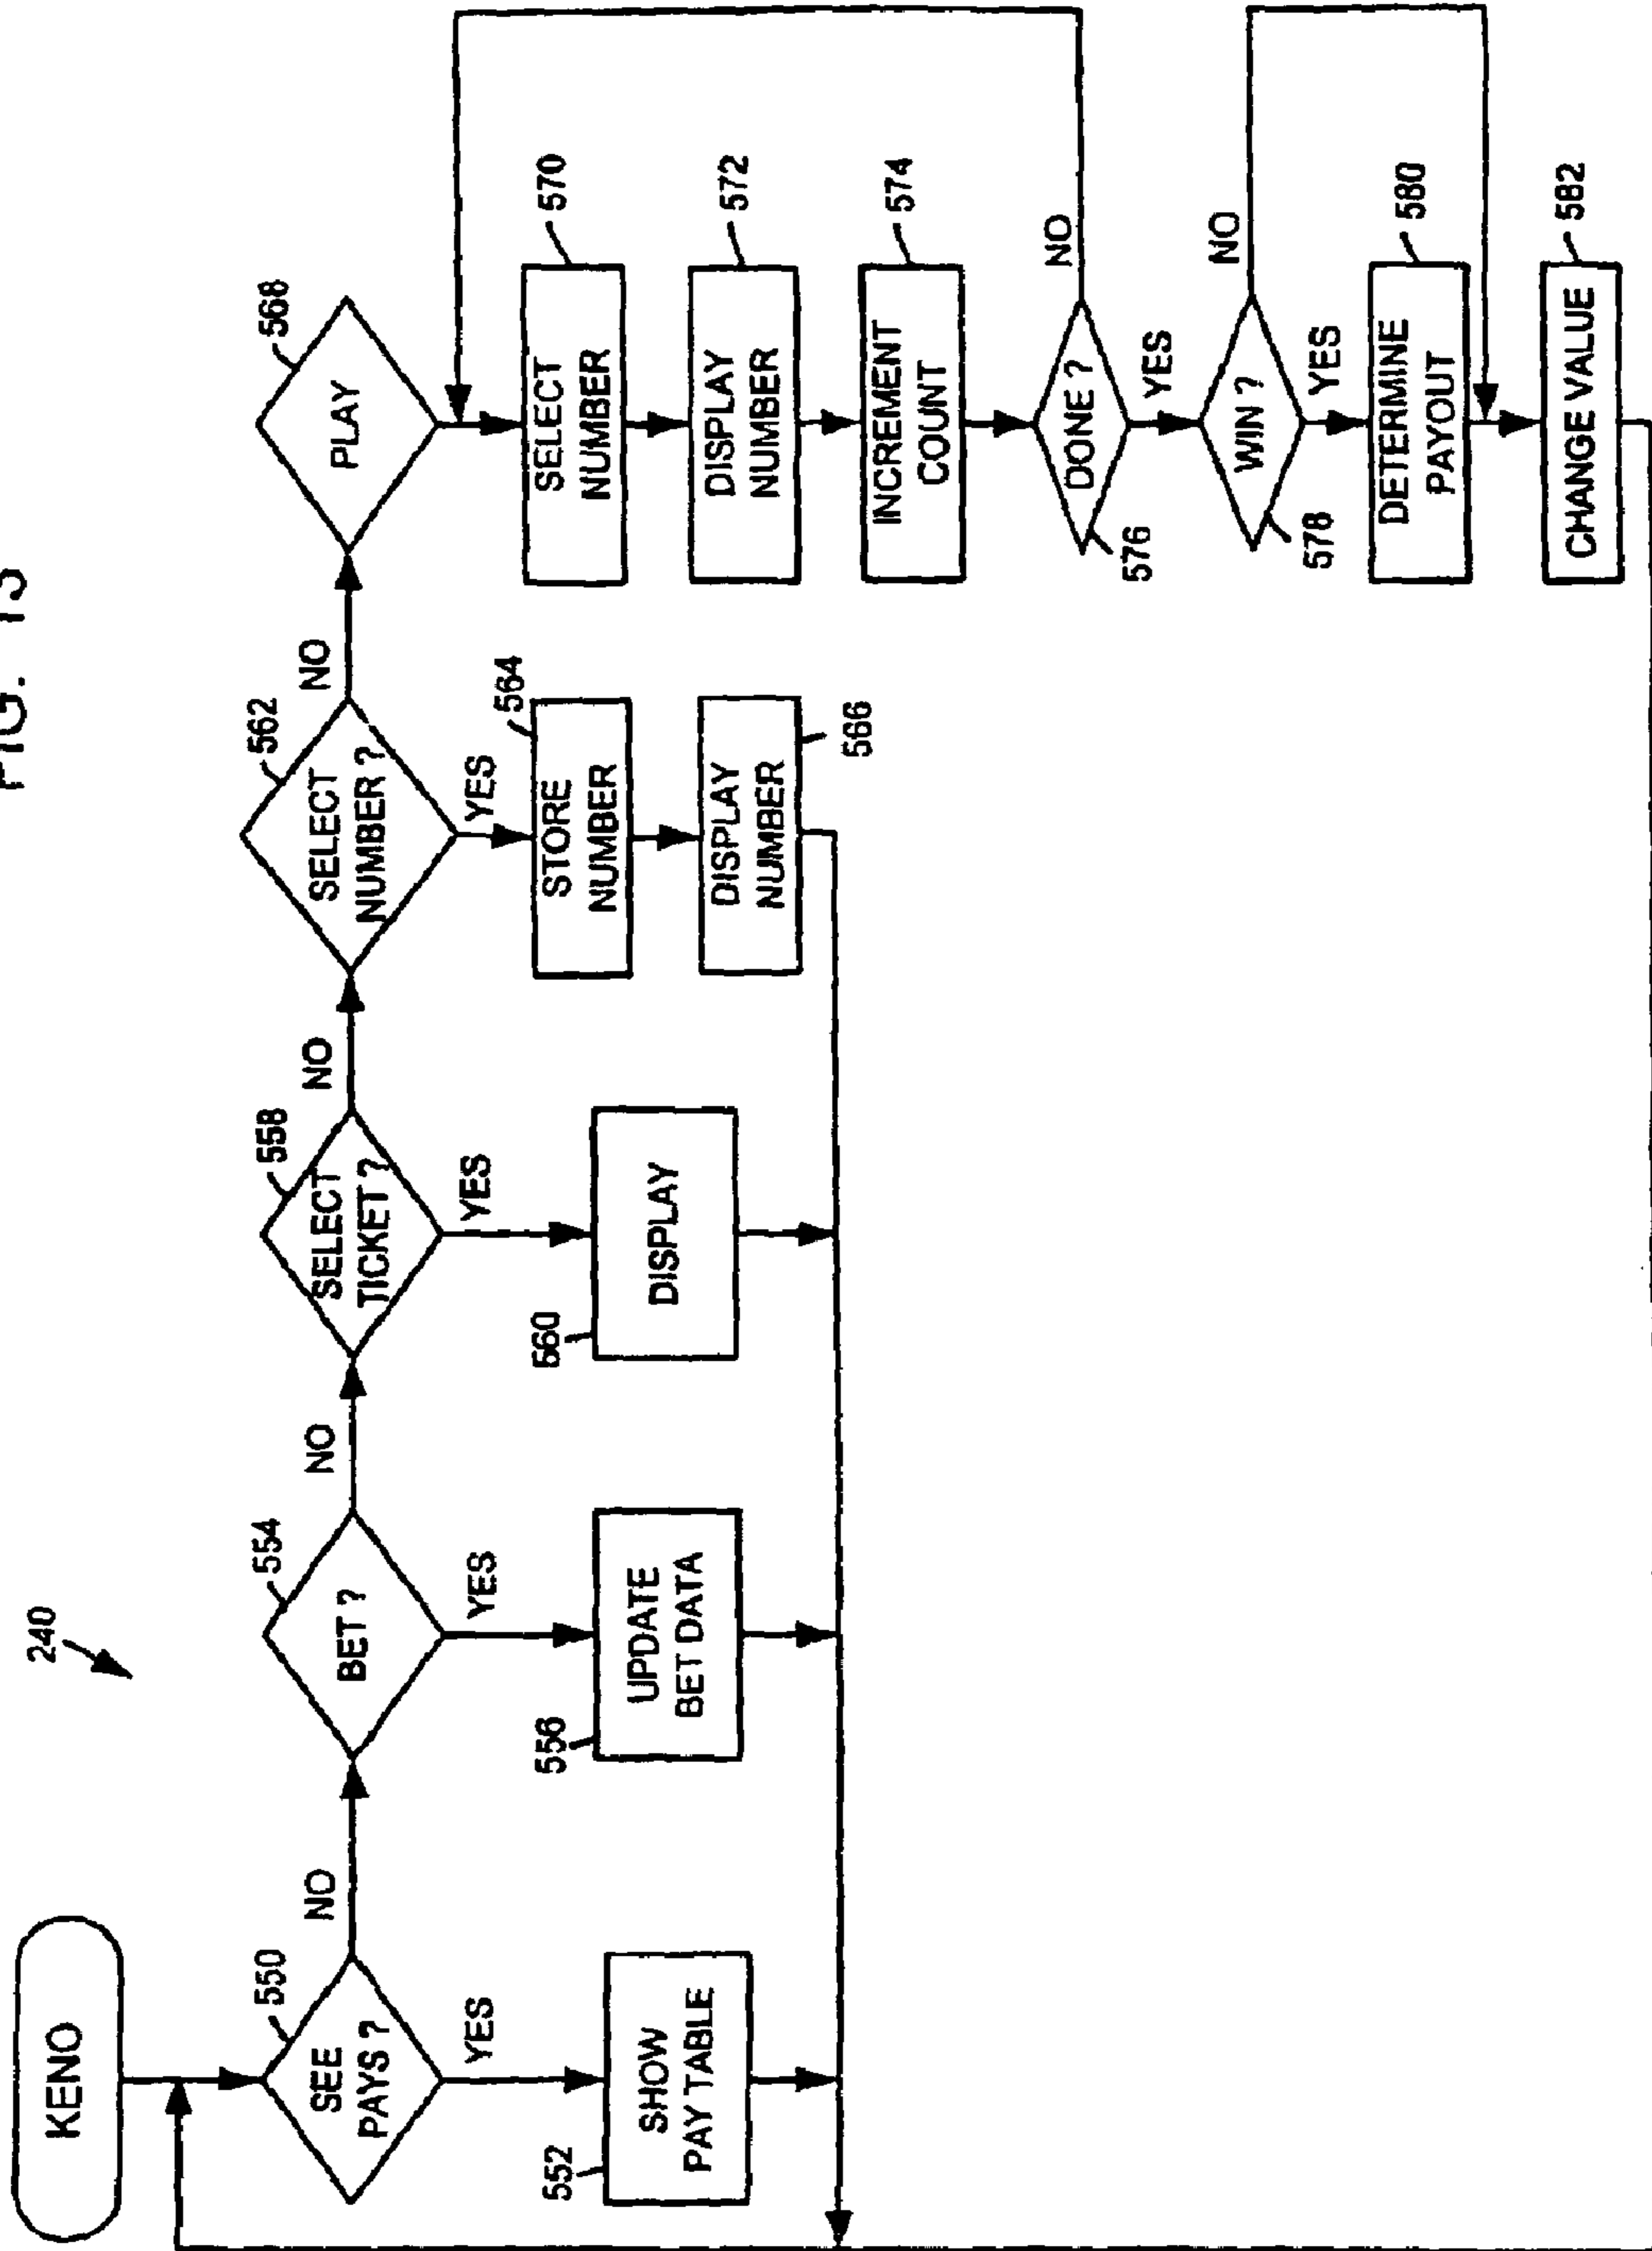 FIG. 13
240
KENO
550
SEE
PAYS ?
NO
YES
552
SHOW
PAY TABLE
554
BET ?
NO
YES
556
UPDATE
BET DATA
558
SELECT
TICKET ?
NO
YES
560
DISPLAY
562
SELECT
NUMBER ?
NO
YES
564
STORE
NUMBER
566
DISPLAY
NUMBER
568
PLAY
570
SELECT
NUMBER
572
DISPLAY
NUMBER
574
INCREMENT
COUNT
576
DONE ?
NO
YES
578
WIN ?
NO
YES
580
DETERMINE
PAYOUT
582
CHANGE VALUE